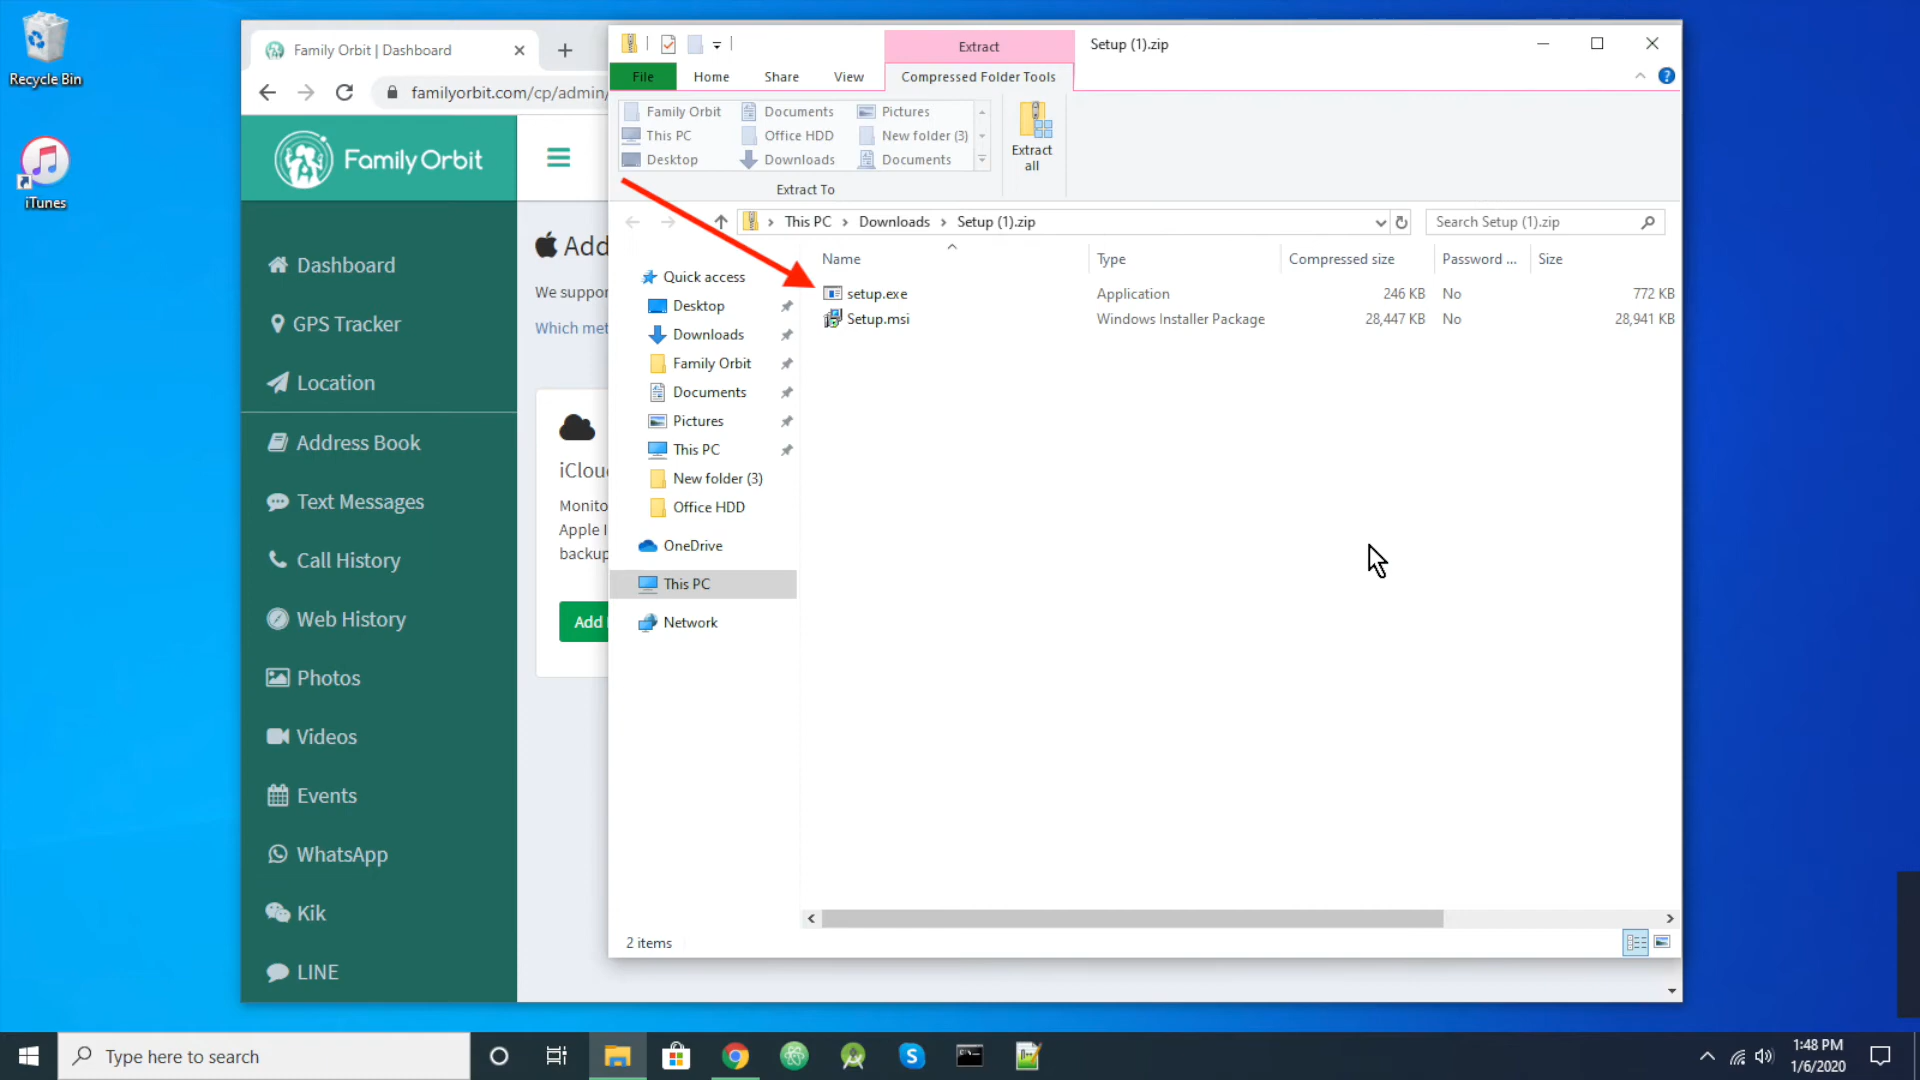 Recycle Bin
iTunes
Family Orbit | Dashboard
familyorbit.com/cp/admin/
Family Orbit
Dashboard
GPS Tracker
Location
Address Book
Text Messages
Call History
Web History
Photos
Videos
Events
WhatsApp
Kik
LINE
Add
We suppor
Which met
iClou
Monito
Apple I
backup
Add
Extract
Setup (1).zip
File
Home
Share
View
Compressed Folder Tools
Family Orbit
Documents
Pictures
This PC
Office HDD
New folder (3)
Desktop
Downloads
Documents
Extract To
Extract
all
This PC
Downloads
Setup (1).zip
Search Setup (1).zip
Name
Type
Compressed size
Password ...
Size
setup.exe
Application
246 KB
No
772 KB
Setup.msi
Windows Installer Package
28,447 KB
No
28,941 KB
Quick access
Desktop
Downloads
Family Orbit
Documents
Pictures
This PC
New folder (3)
Office HDD
OneDrive
This PC
Network
2 items
Type here to search
1:48 PM
1/6/2020